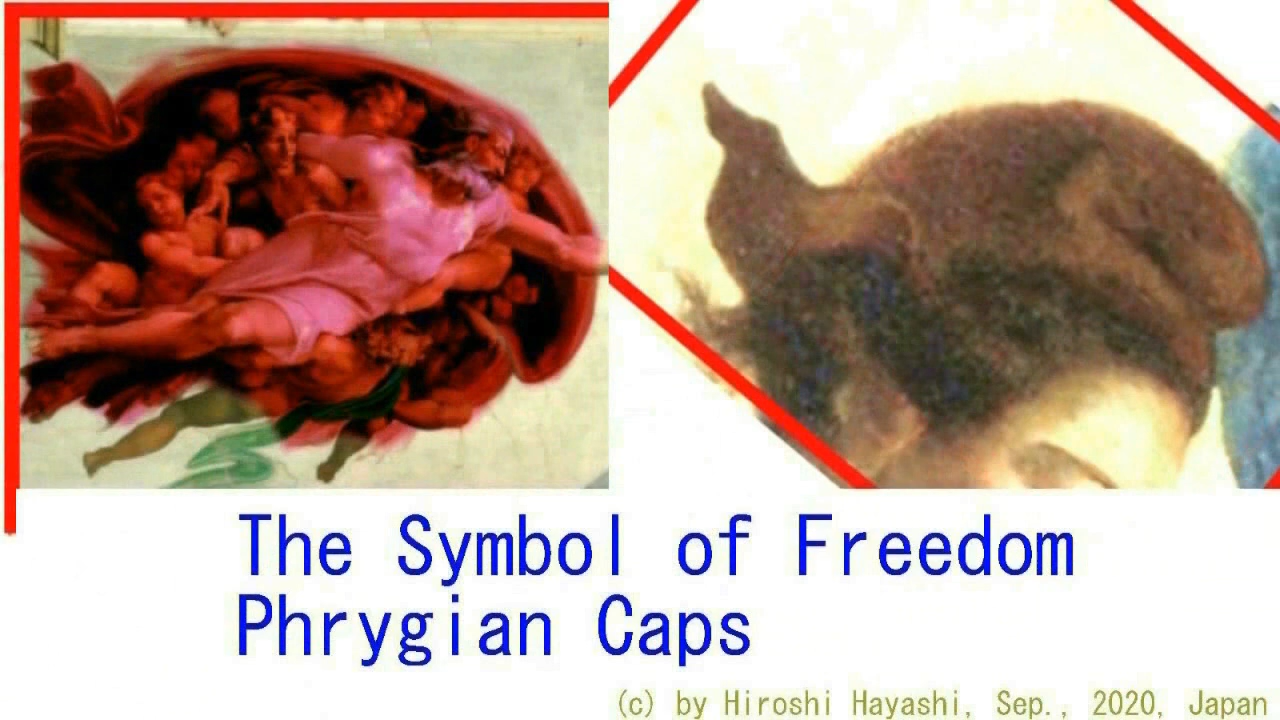 The Symbol of Freedom
Phrygian Caps
(c) by Hiroshi Hayashi, Sep., 2020, Japan